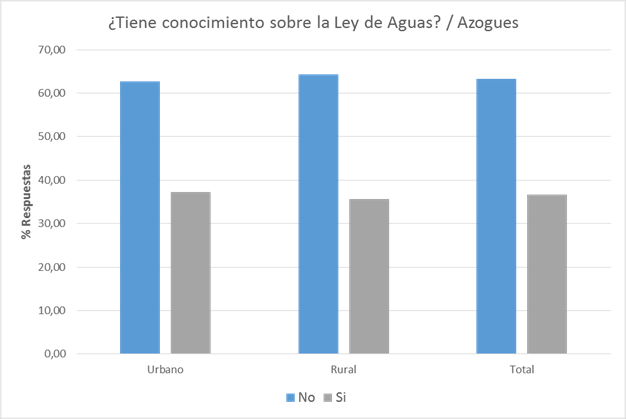 ¿Tiene conocimiento sobre la Ley de Aguas? / Azogues
70,00
60,00
50,00
40,00
30,00
20,00
10,00
0,00
% Respuestas
Urbano
Rural
Total
No
Si